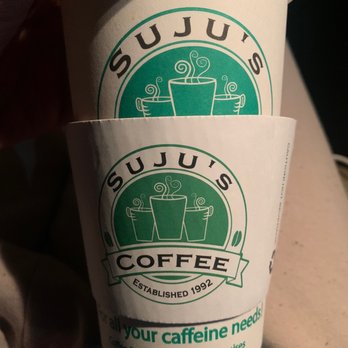 SUJU'S
SUJU'S
COFFEE
ESTABLISHED 1992
all your caffeine needs!